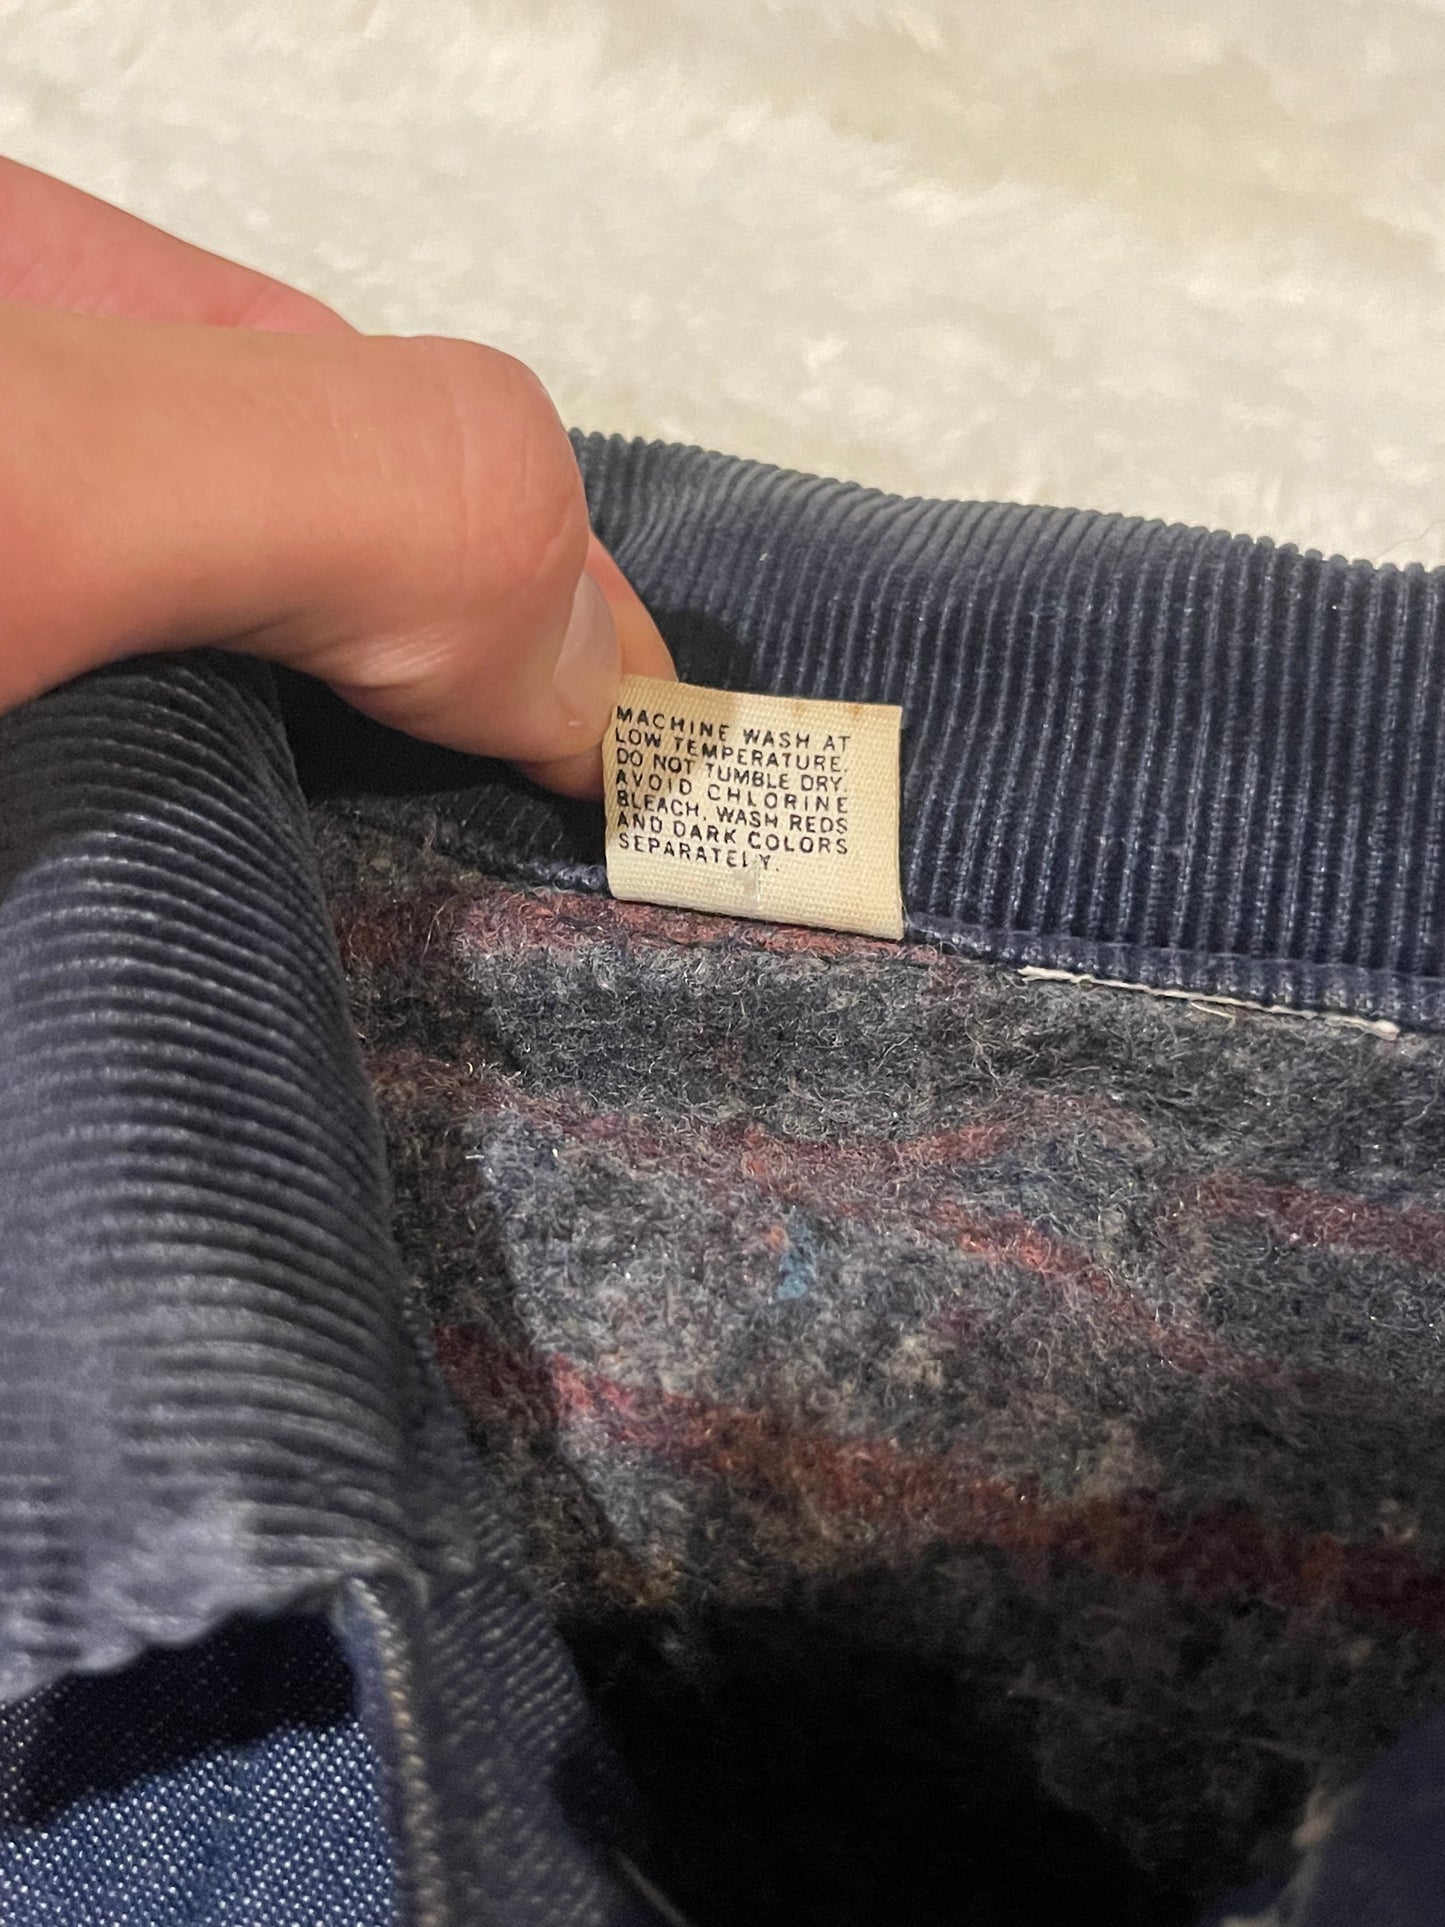 MACHINE WASH AT
LOW TEMPERATURE.
DO NOT TUMBLE DRY.
AVOID CHLORINE
BLEACH. WASH REDS
AND DARK COLORS
SEPARATELY.